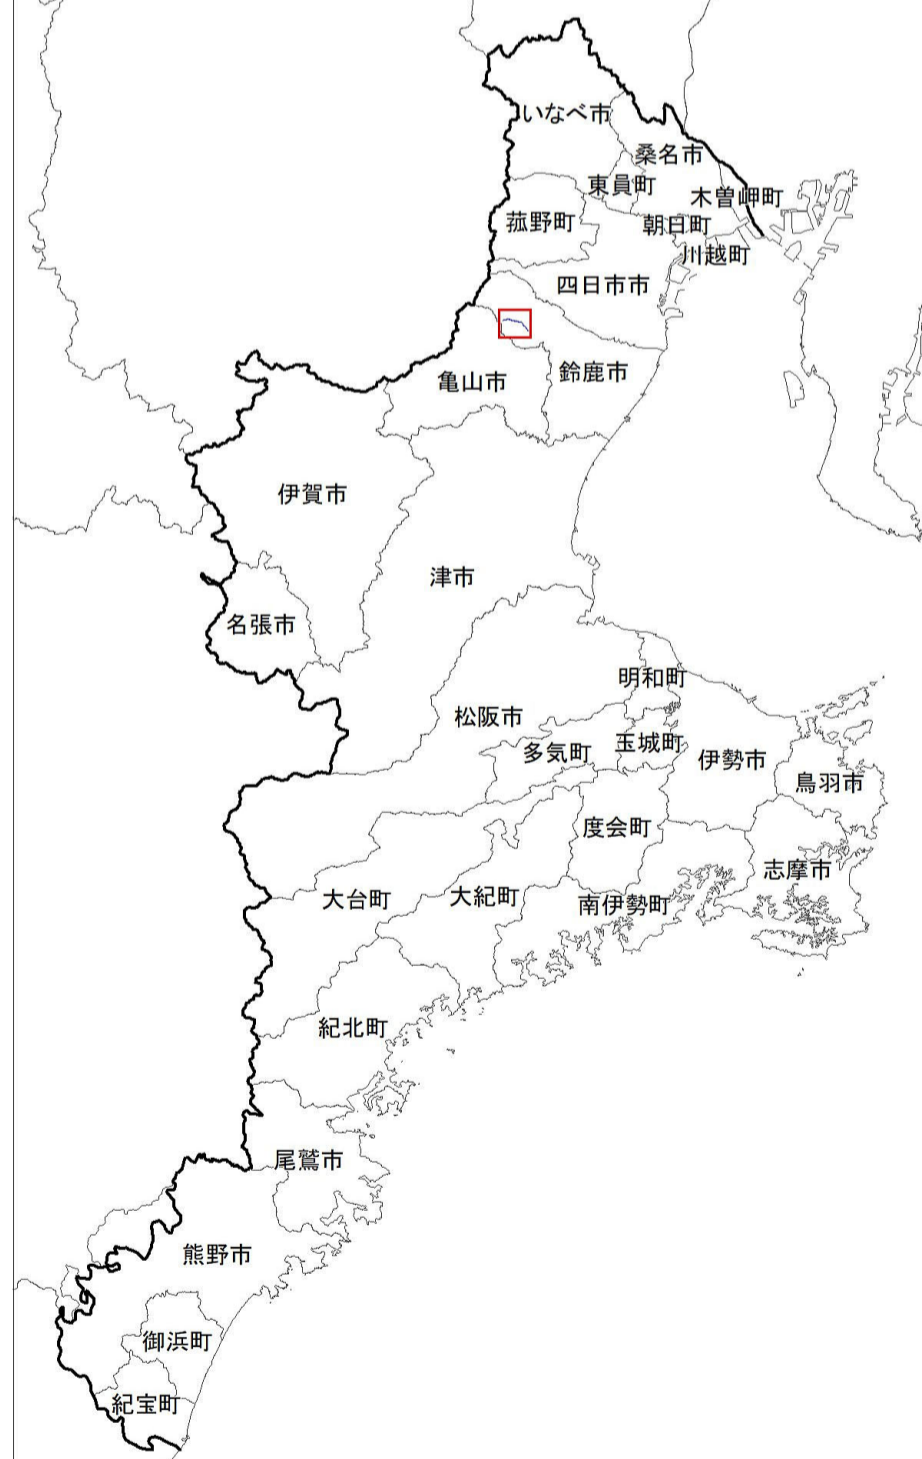 いなべ市
桑名市
東員町
木曽岬町
菰野町
朝日町
川越町
四日市市
亀山市
鈴鹿市
伊賀市
津市
名張市
明和町
松阪市
多気町
玉城町
伊勢市
鳥羽市
度会町
志摩市
大台町
大紀町
南伊勢町
紀北町
尾鷲市
熊野市
御浜町
紀宝町